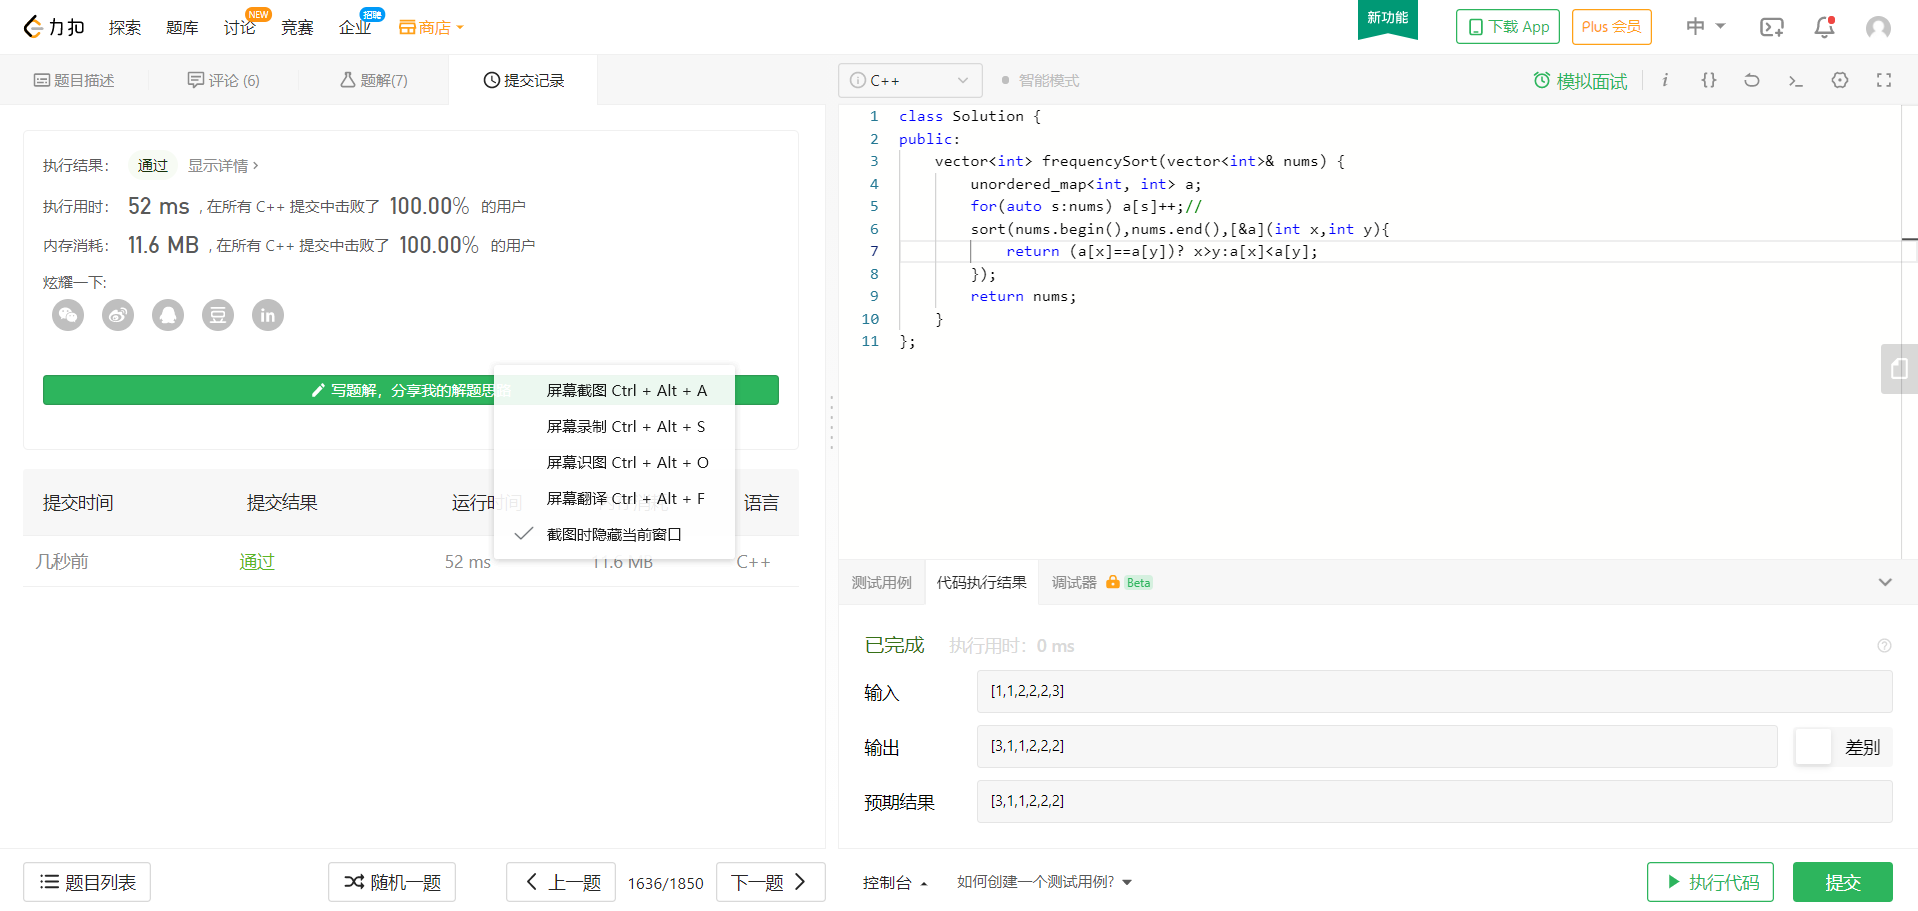 力扣 探索 题库 讨论 NEW 竞赛 企业 招聘 商店 新功能 下载 App Plus 会员 中
题目描述 评论 (6) 题解(7) 提交记录
C++ 智能模式 模拟面试 i {}
执行结果： 通过 显示详情 ›
执行用时： 52 ms , 在所有 C++ 提交中击败了 100.00% 的用户
内存消耗： 11.6 MB , 在所有 C++ 提交中击败了 100.00% 的用户
炫耀一下:
豆 in
写题解，分享我的解题思
屏幕截图 Ctrl + Alt + A
屏幕录制 Ctrl + Alt + S
屏幕识图 Ctrl + Alt + O
屏幕翻译 Ctrl + Alt + F
截图时隐藏当前窗口
提交时间 提交结果 运行时间 语言
几秒前 通过 52 ms 11.6 MB C++
1 class Solution {
2 public:
3 vector<int> frequencySort(vector<int>& nums) {
4 unordered_map<int, int> a;
5 for(auto s:nums) a[s]++;//
6 sort(nums.begin(),nums.end(),[&a](int x,int y){
7 return (a[x]==a[y])? x>y:a[x]<a[y];
8 });
9 return nums;
10 }
11 };
测试用例 代码执行结果 调试器 Beta
已完成 执行用时：0 ms
输入 [1,1,2,2,2,3]
输出 [3,1,1,2,2,2] 差别
预期结果 [3,1,1,2,2,2]
题目列表 随机一题 上一题 1636/1850 下一题 控制台 如何创建一个测试用例? 执行代码 提交